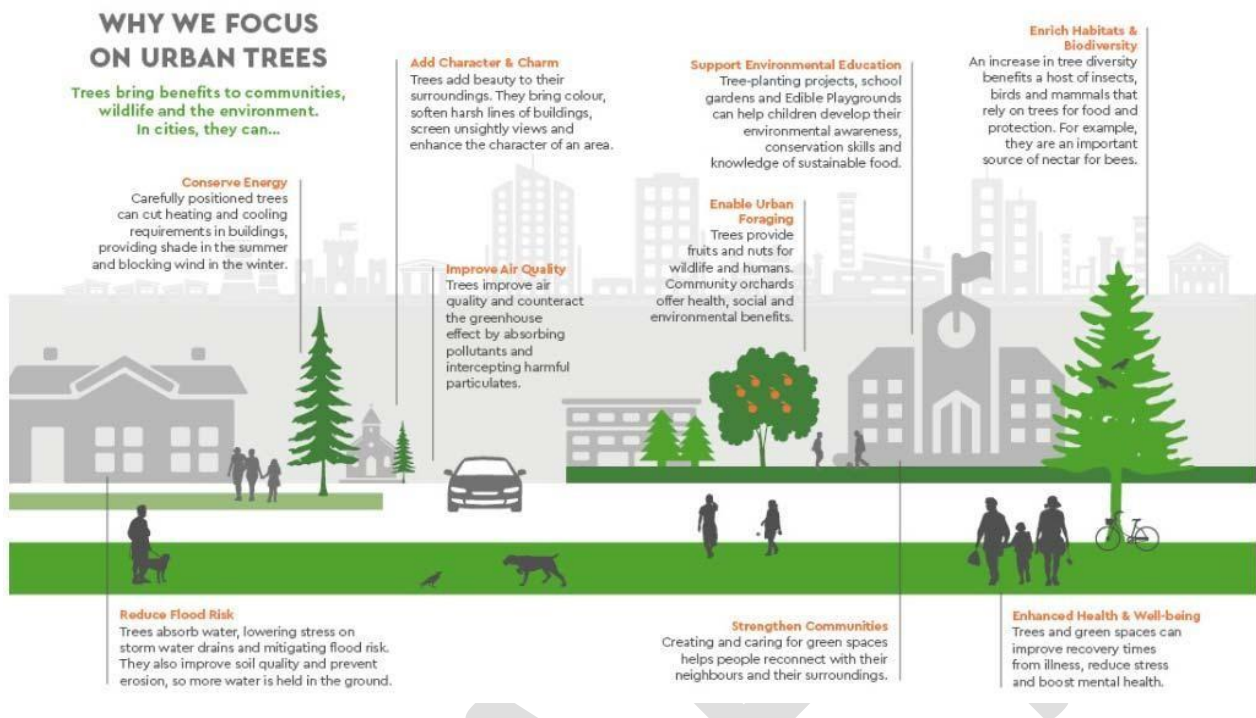 WHY WE FOCUS
ON URBAN TREES
Trees bring benefits to communities,
wildlife and the environment.
In cities, they can...
Conserve Energy
Carefully positioned trees
can cut heating and cooling
requirements in buildings,
providing shade in the summer
and blocking wind in the winter.
Add Character & Charm
Trees add beauty to their
surroundings. They bring colour,
soften harsh lines of buildings,
screen unsightly views and
enhance the character of an area.
Improve Air Quality
Trees improve air
quality and counteract
the greenhouse
effect by absorbing
pollutants and
intercepting harmful
particulates.
Support Environmental Education
Tree-planting projects, school
gardens and Edible Playgrounds
can help children develop their
environmental awareness,
conservation skills and
knowledge of sustainable food.
Enable Urban
Foraging
Trees provide
fruits and nuts for
wildlife and humans.
Community orchards
offer health, social and
environmental benefits.
Enrich Habitats &
Biodiversity
An increase in tree diversity
benefits a host of insects,
birds and mammals that
rely on trees for food and
protection. For example,
they are an important
source of nectar for bees.
Reduce Flood Risk
Trees absorb water, lowering stress on
storm water drains and mitigating flood risk.
They also improve soil quality and prevent
erosion, so more water is held in the ground.
Strengthen Communities
Creating and caring for green spaces
helps people reconnect with their
neighbours and their surroundings.
Enhanced Health & Well-being
Trees and green spaces can
improve recovery times
from illness, reduce stress
and boost mental health.